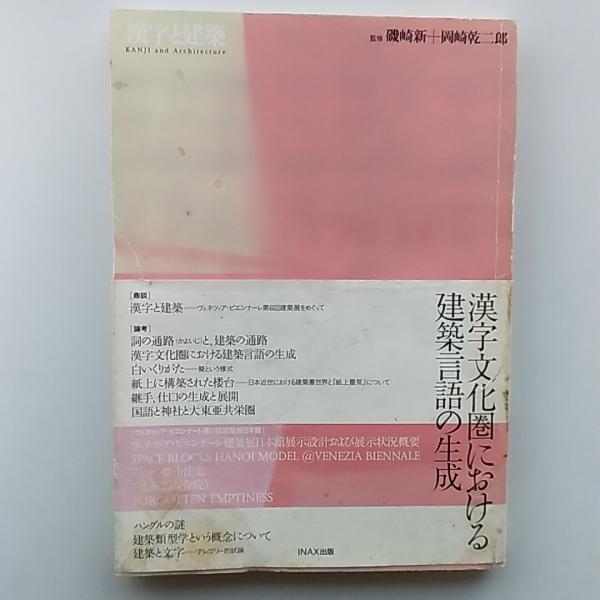 漢字と建築
KANJI and Architecture
監修 磯崎新＋岡崎乾二郎
漢字文化圏における
建築言語の生成
[鼎談]
漢字と建築──ヴェネツィア・ビエンナーレ第8回建築展をめぐって
[論考]
詞の通路（かよいじ）と、建築の通路
漢字文化圏における建築言語の生成
白いくりがた──擬という様式
紙上に構築された楼台──日本近世における建築書世界と「紙上蜃気」について
継手，仕口の生成と展開
国語と神社と大東亜共栄圏
ヴェネツィア・ビエンナーレ建築展日本館展示設計および展示状況概要
SPACE BLOCKS HANOI MODEL @VENEZIA BIENNALE
FORGOTTEN EMPTINESS
ハングルの謎
建築類型学という概念について
建築と文字──アレゴリー的試論
INAX出版